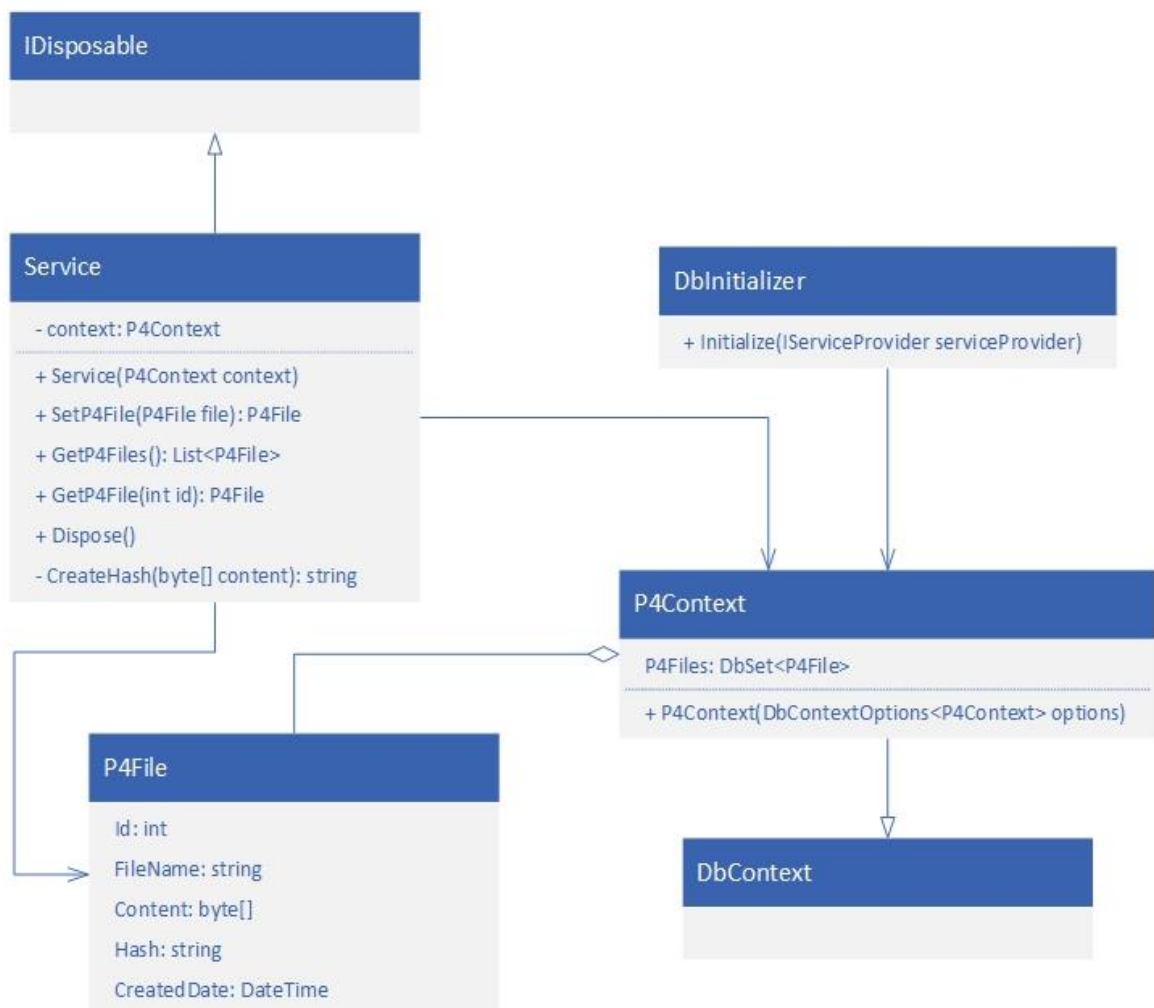 IDisposable
Service
- context: P4Context
+ Service(P4Context context)
+ SetP4File(P4File file): P4File
+ GetP4Files(): List<P4File>
+ GetP4File(int id): P4File
+ Dispose()
- CreateHash(byte[] content): string
DbInitializer
+ Initialize(IServiceProvider serviceProvider)
P4Context
P4Files: DbSet<P4File>
+ P4Context(DbContextOptions<P4Context> options)
P4File
Id: int
FileName: string
Content: byte[]
Hash: string
CreatedDate: DateTime
DbContext